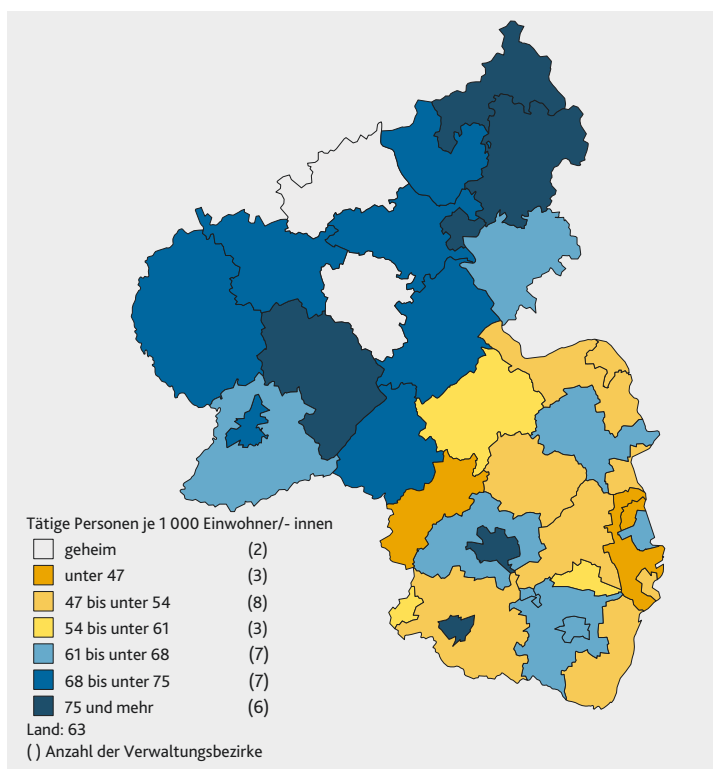 Tätige Personen je 1 000 Einwohner/- innen
geheim (2)
unter 47 (3)
47 bis unter 54 (8)
54 bis unter 61 (3)
61 bis unter 68 (7)
68 bis unter 75 (7)
75 und mehr (6)
Land: 63
( ) Anzahl der Verwaltungsbezirke